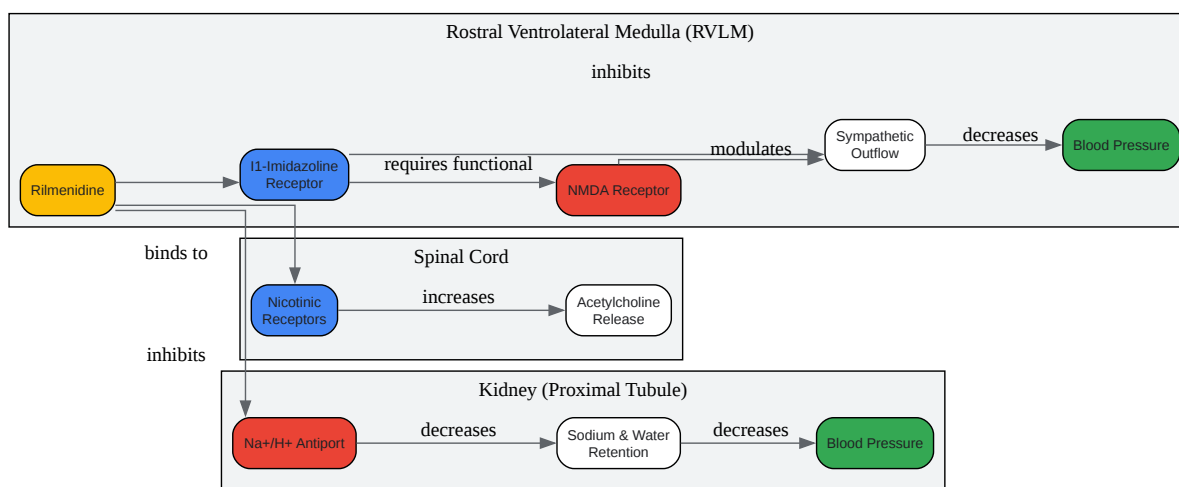 Rostral Ventrolateral Medulla (RVLM)
inhibits
Sympathetic
Outflow
decreases
Blood Pressure
modulates
I1-Imidazoline
Receptor
requires functional
NMDA Receptor
Rilmenidine
binds to
Spinal Cord
Nicotinic
Receptors
increases
Acetylcholine
Release
inhibits
Kidney (Proximal Tubule)
Na+/H+ Antiport
decreases
Sodium & Water
Retention
decreases
Blood Pressure